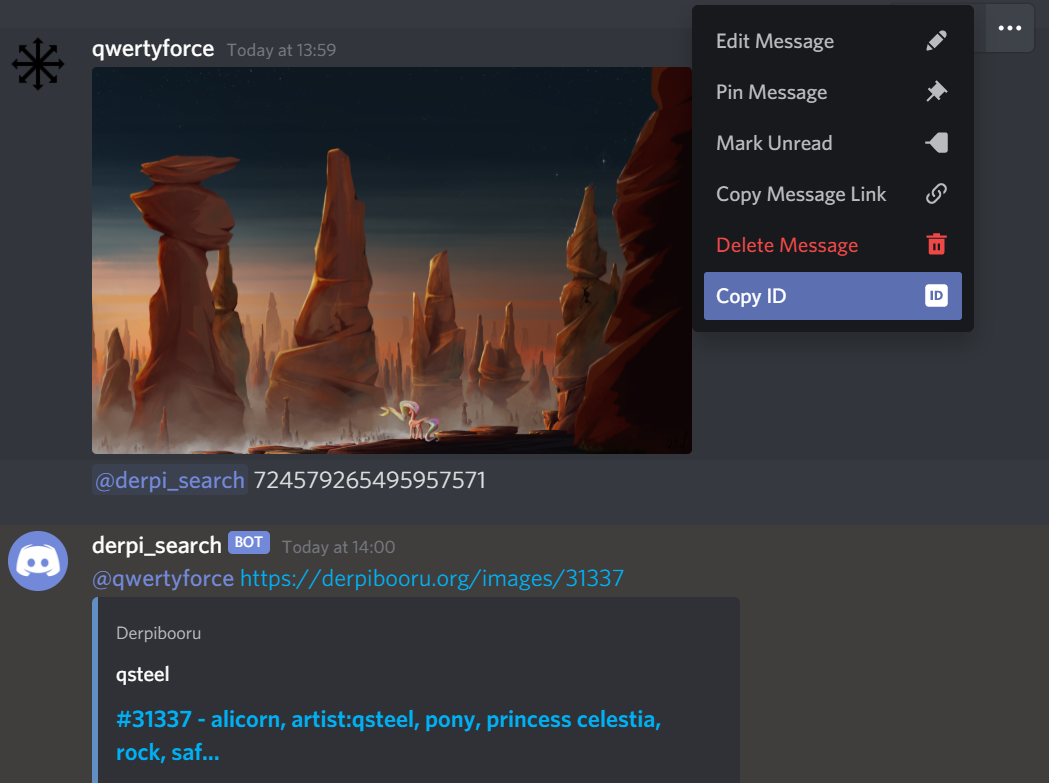 qwertyforce Today at 13:59
Edit Message
Pin Message
Mark Unread
Copy Message Link
Delete Message
Copy ID ID
@derpi_search 724579265495957571
derpi_search BOT Today at 14:00
@qwertyforce https://derpibooru.org/images/31337
Derpibooru
qsteel
#31337 - alicorn, artist:qsteel, pony, princess celestia,
rock, saf...